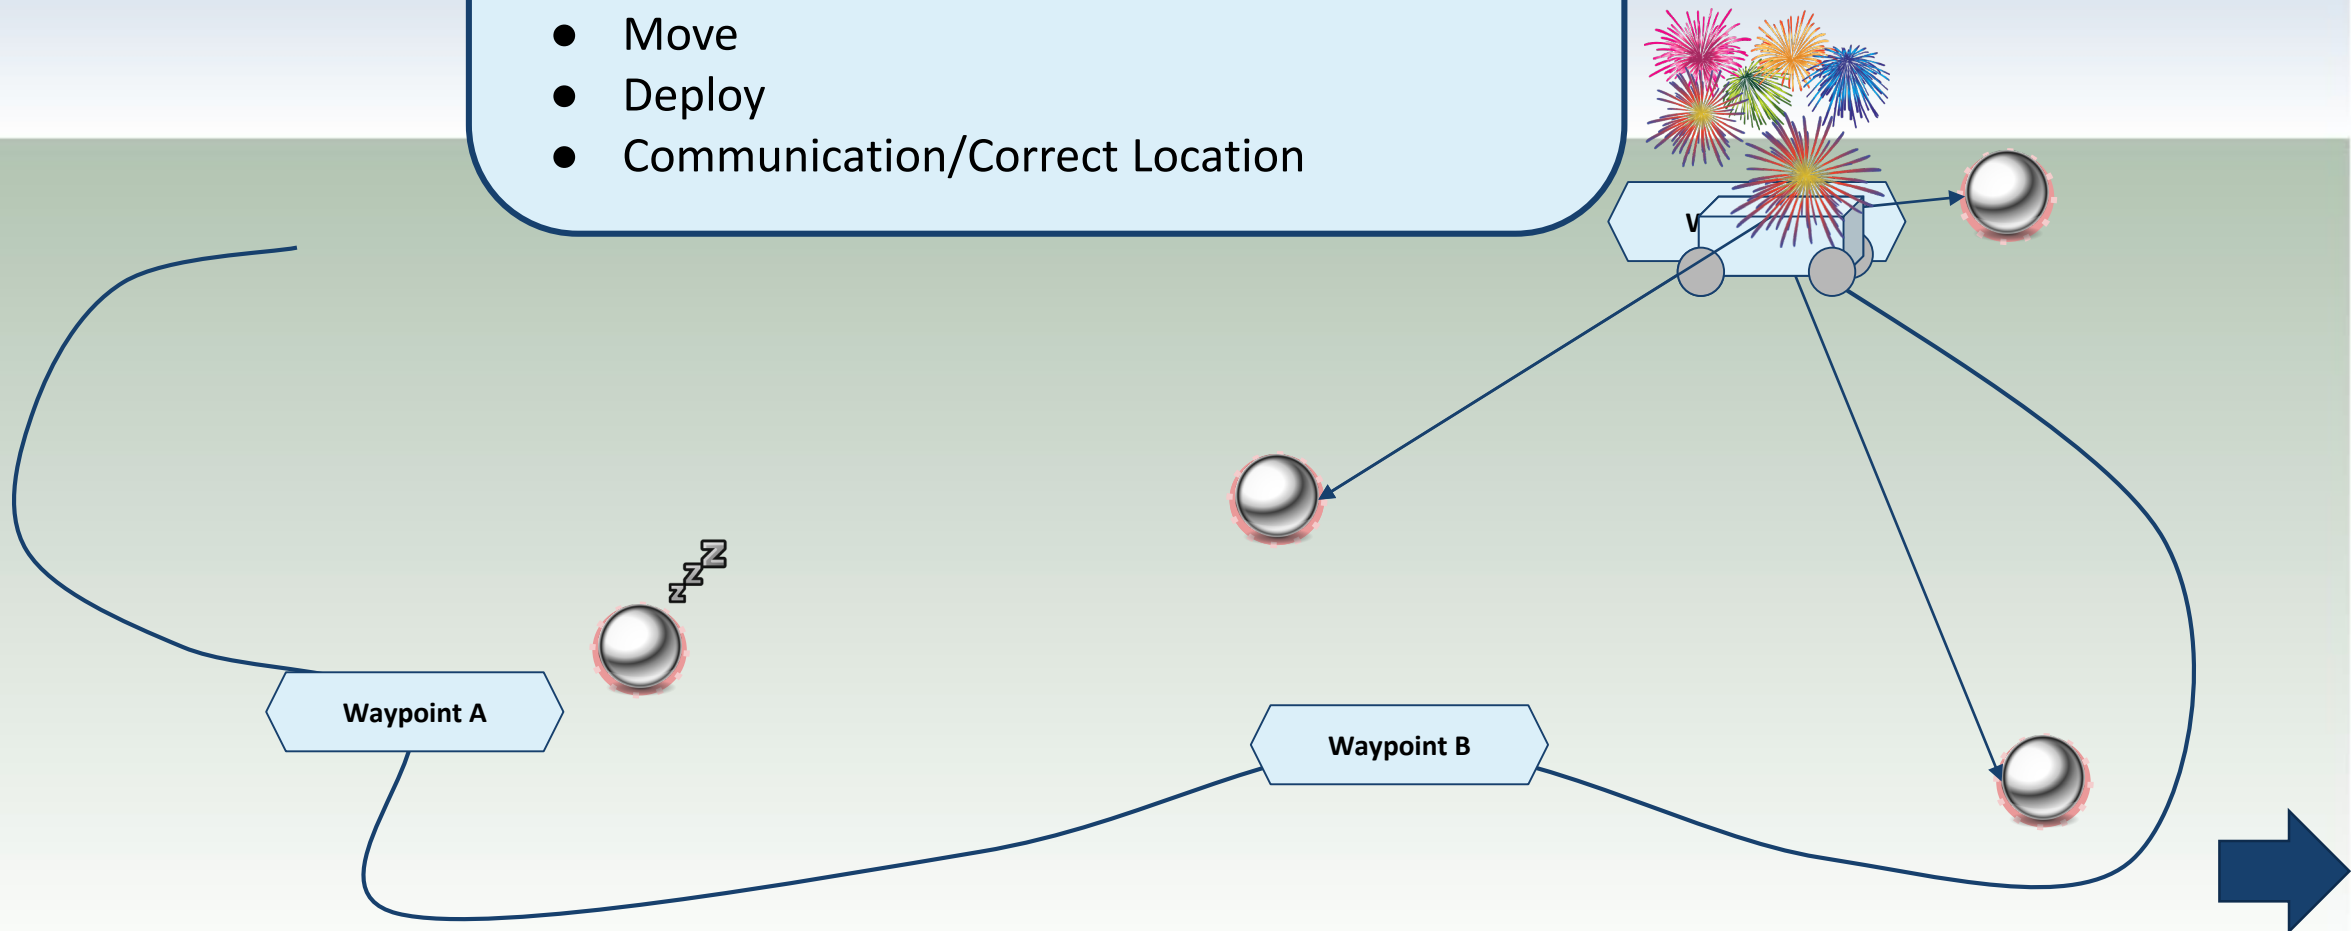 ● Move
● Deploy
● Communication/Correct Location
z z z
Waypoint A
Waypoint B